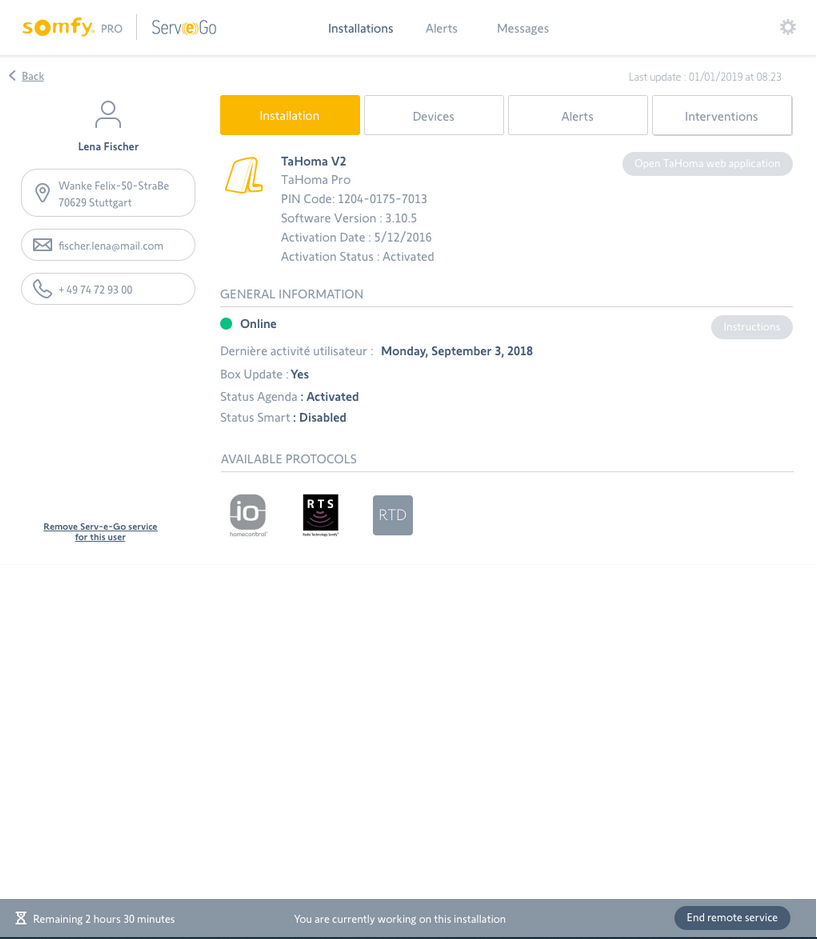 somfy. PRO Serv e Go
Installations Alerts Messages
Back
Last update : 01/01/2019 at 08:23
Installation Devices Alerts Interventions
Lena Fischer
Wanke Felix-50-StraBe
70629 Stuttgart
fischer.lena@mail.com
+ 49 74 72 93 00
TaHoma V2
Open TaHoma web application
TaHoma Pro
PIN Code: 1204-0175-7013
Software Version : 3.10.5
Activation Date : 5/12/2016
Activation Status : Activated
GENERAL INFORMATION
Online
Instructions
Dernière activité utilisateur : Monday, September 3, 2018
Box Update : Yes
Status Agenda : Activated
Status Smart : Disabled
AVAILABLE PROTOCOLS
io
homecontrol®
RTS
Radio Technology Somfy®
RTD
Remove Serv-e-Go service
for this user
Remaining 2 hours 30 minutes
You are currently working on this installation
End remote service